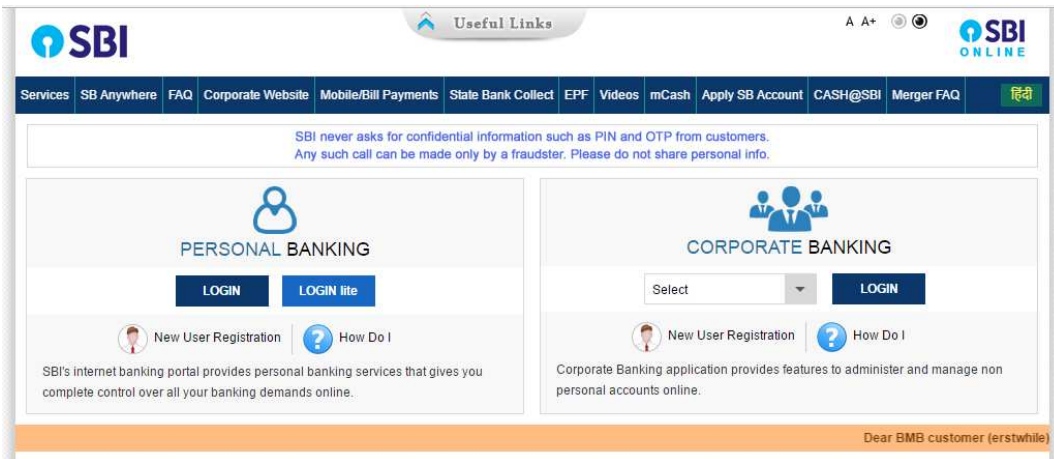 Useful Links
A A+
SBI
SBI
ONLINE
Services SB Anywhere FAQ Corporate Website Mobile/Bill Payments State Bank Collect EPF Videos mCash Apply SB Account CASH@SBI Merger FAQ हिंदी
SBI never asks for confidential information such as PIN and OTP from customers.
Any such call can be made only by a fraudster. Please do not share personal info.
PERSONAL BANKING
LOGIN LOGIN lite
New User Registration ? How Do I
SBI's internet banking portal provides personal banking services that gives you
complete control over all your banking demands online.
CORPORATE BANKING
Select LOGIN
New User Registration ? How Do I
Corporate Banking application provides features to administer and manage non
personal accounts online.
Dear BMB customer (erstwhile)